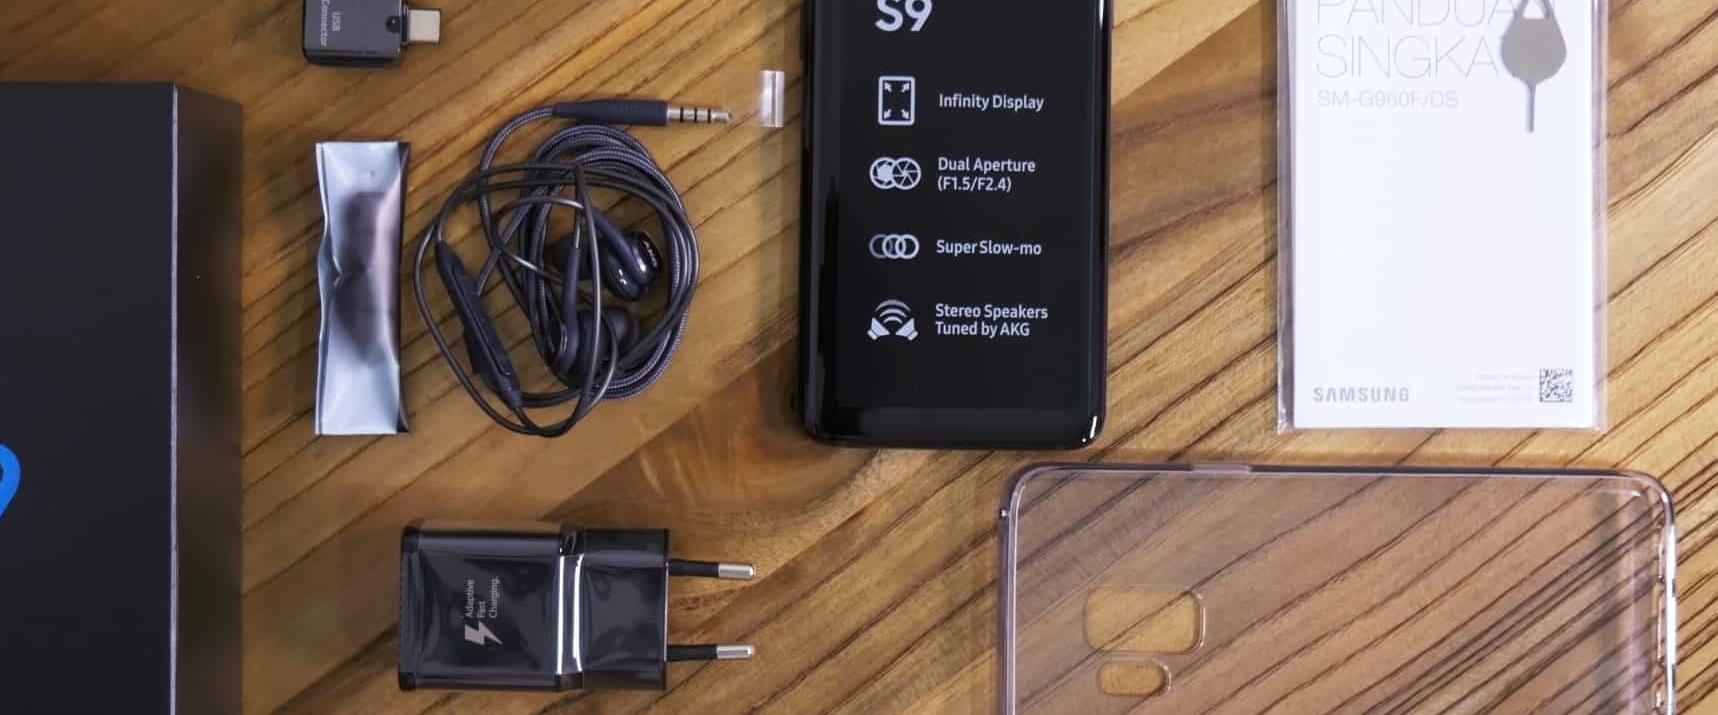 USB
Connector
S9
Infinity Display
Dual Aperture
(F1.5/F2.4)
Super Slow-mo
Stereo Speakers
Tuned by AKG
PANDUA
SINGKA
SM-G960F/DS
SAMSUNG
AKG
Adaptive
Fast
Charging.